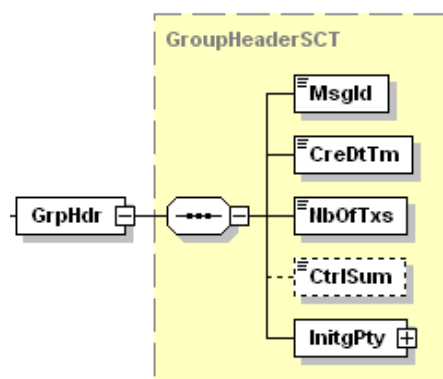 GroupHeaderSCT
MsgId
CreDtTm
GrpHdr
NbOfTxs
CtrlSum
InitgPty